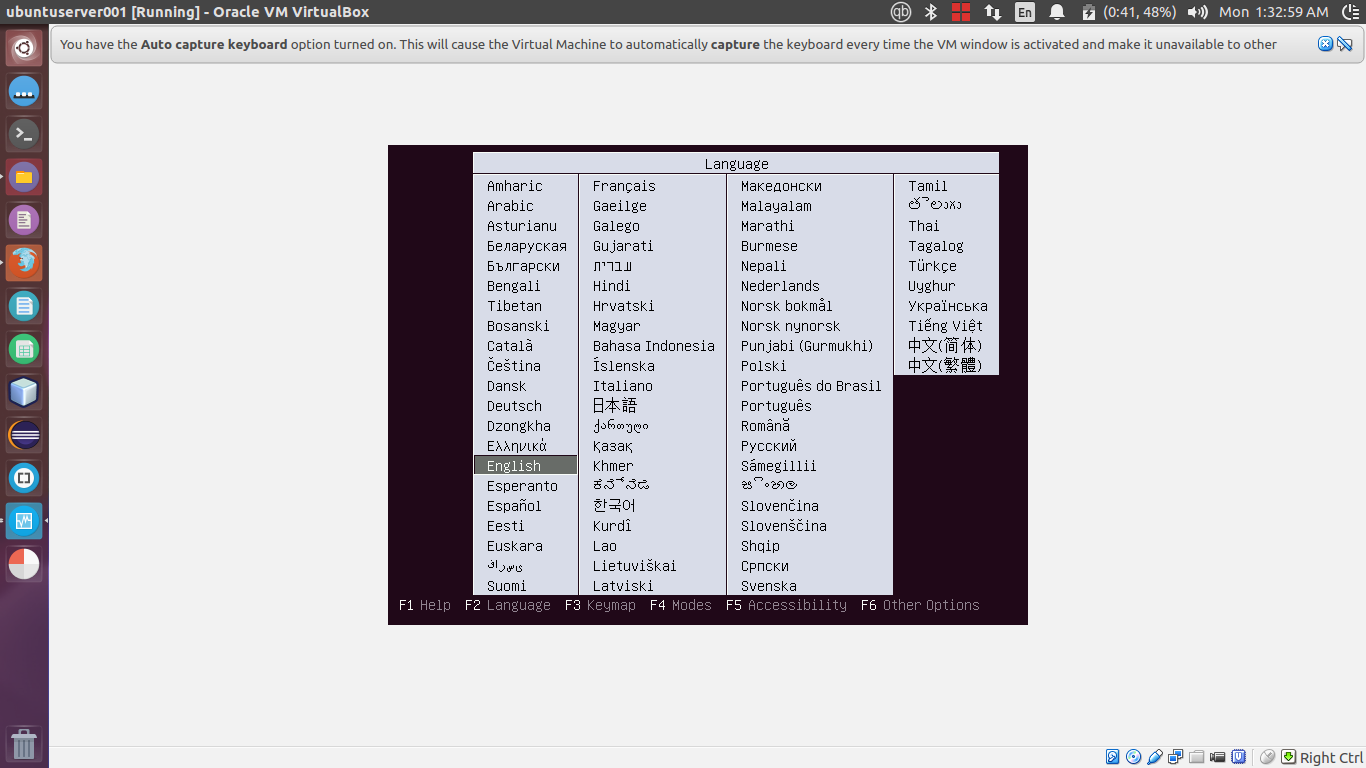 ubuntuserver001 [Running] - Oracle VM VirtualBox
qb
En
(0:41, 48%)
Mon 1:32:59 AM
You have the Auto capture keyboard option turned on. This will cause the Virtual Machine to automatically capture the keyboard every time the VM window is activated and make it unavailable to other
Language
Amharic
Arabic
Asturianu
Беларуская
Български
Bengali
Tibetan
Bosanski
Català
Čeština
Dansk
Deutsch
Dzongkha
Ελληνικά
English
Esperanto
Español
Eesti
Euskara
Suomi
Français
Gaeilge
Galego
Gujarati
עברית
Hindi
Hrvatski
Magyar
Bahasa Indonesia
Íslenska
Italiano
日本語
ქართული
Қазақ
Khmer
한국어
Kurdî
Lao
Lietuviškai
Latviski
Македонски
Malayalam
Marathi
Burmese
Nepali
Nederlands
Norsk bokmål
Norsk nynorsk
Punjabi (Gurmukhi)
Polski
Português do Brasil
Português
Română
Русский
Sámegillii
Slovenčina
Slovenščina
Shqip
Српски
Svenska
Tamil
Thai
Tagalog
Türkçe
Uyghur
Українська
Tiếng Việt
中文(简体)
中文(繁體)
F1 Help F2 Language F3 Keymap F4 Modes F5 Accessibility F6 Other Options
Right Ctrl